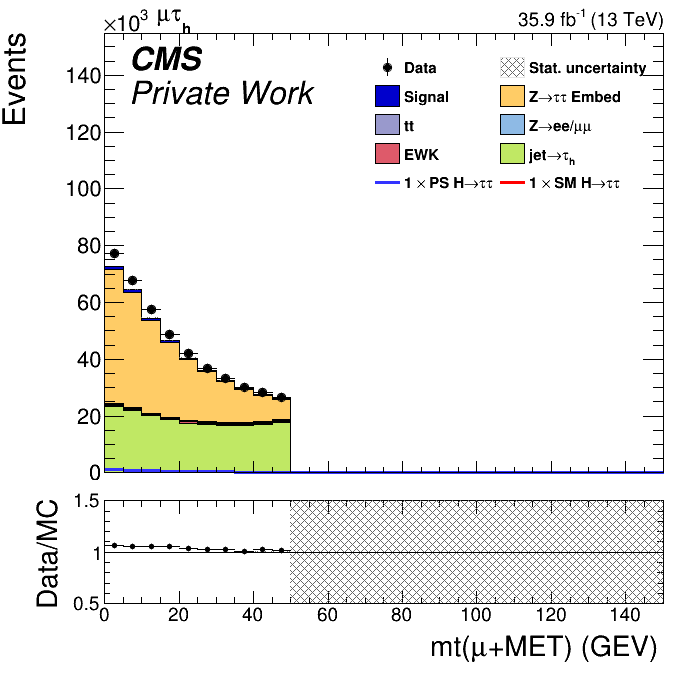 ×10³ μτh
35.9 fb⁻¹ (13 TeV)
CMS
Private Work
Data
Stat. uncertainty
Signal
Z→ττ Embed
tt
Z→ee/μμ
EWK
jet→τh
1 × PS H→ττ
1 × SM H→ττ
Events
140
120
100
80
60
40
20
0
Data/MC
1.5
1
0.5
0 20 40 60 80 100 120 140
mt(μ+MET) (GEV)